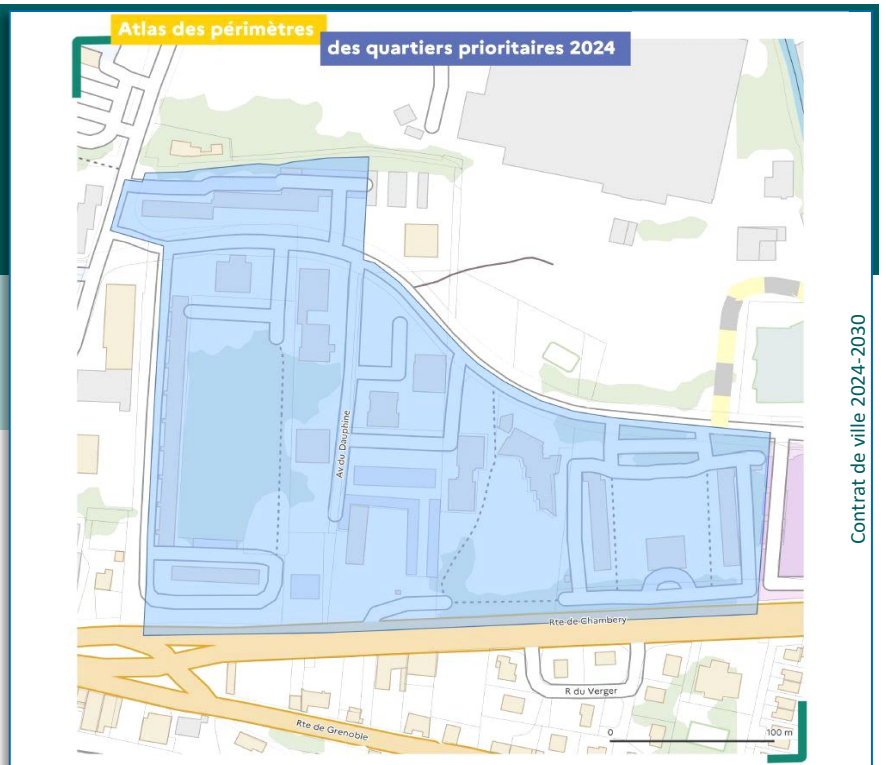 Atlas des périmètres
des quartiers prioritaires 2024
Av du Dauphiné
Contrat de ville 2024-2030
Rte de Chambéry
R du Verger
Rte de Grenoble
0 100 m